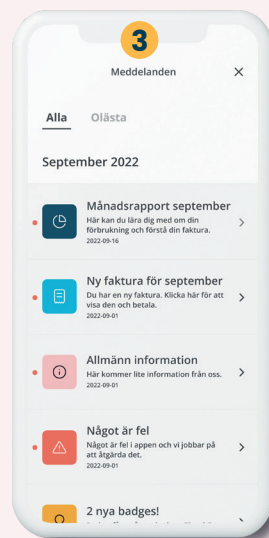 3
Meddelanden
Alla Olästa
September 2022
Månadsrapport september
Här kan du lära dig med om din
förbrukning och förstå din faktura.
2022-09-16
Ny faktura för september
Du har en ny faktura. Klicka här för att
visa den och betala.
2022-09-01
Allmänn information
Här kommer lite information från oss.
2022-09-01
Något är fel
Något är fel i appen och vi jobbar på
att åtgärda det.
2022-09-01
2 nya badges!